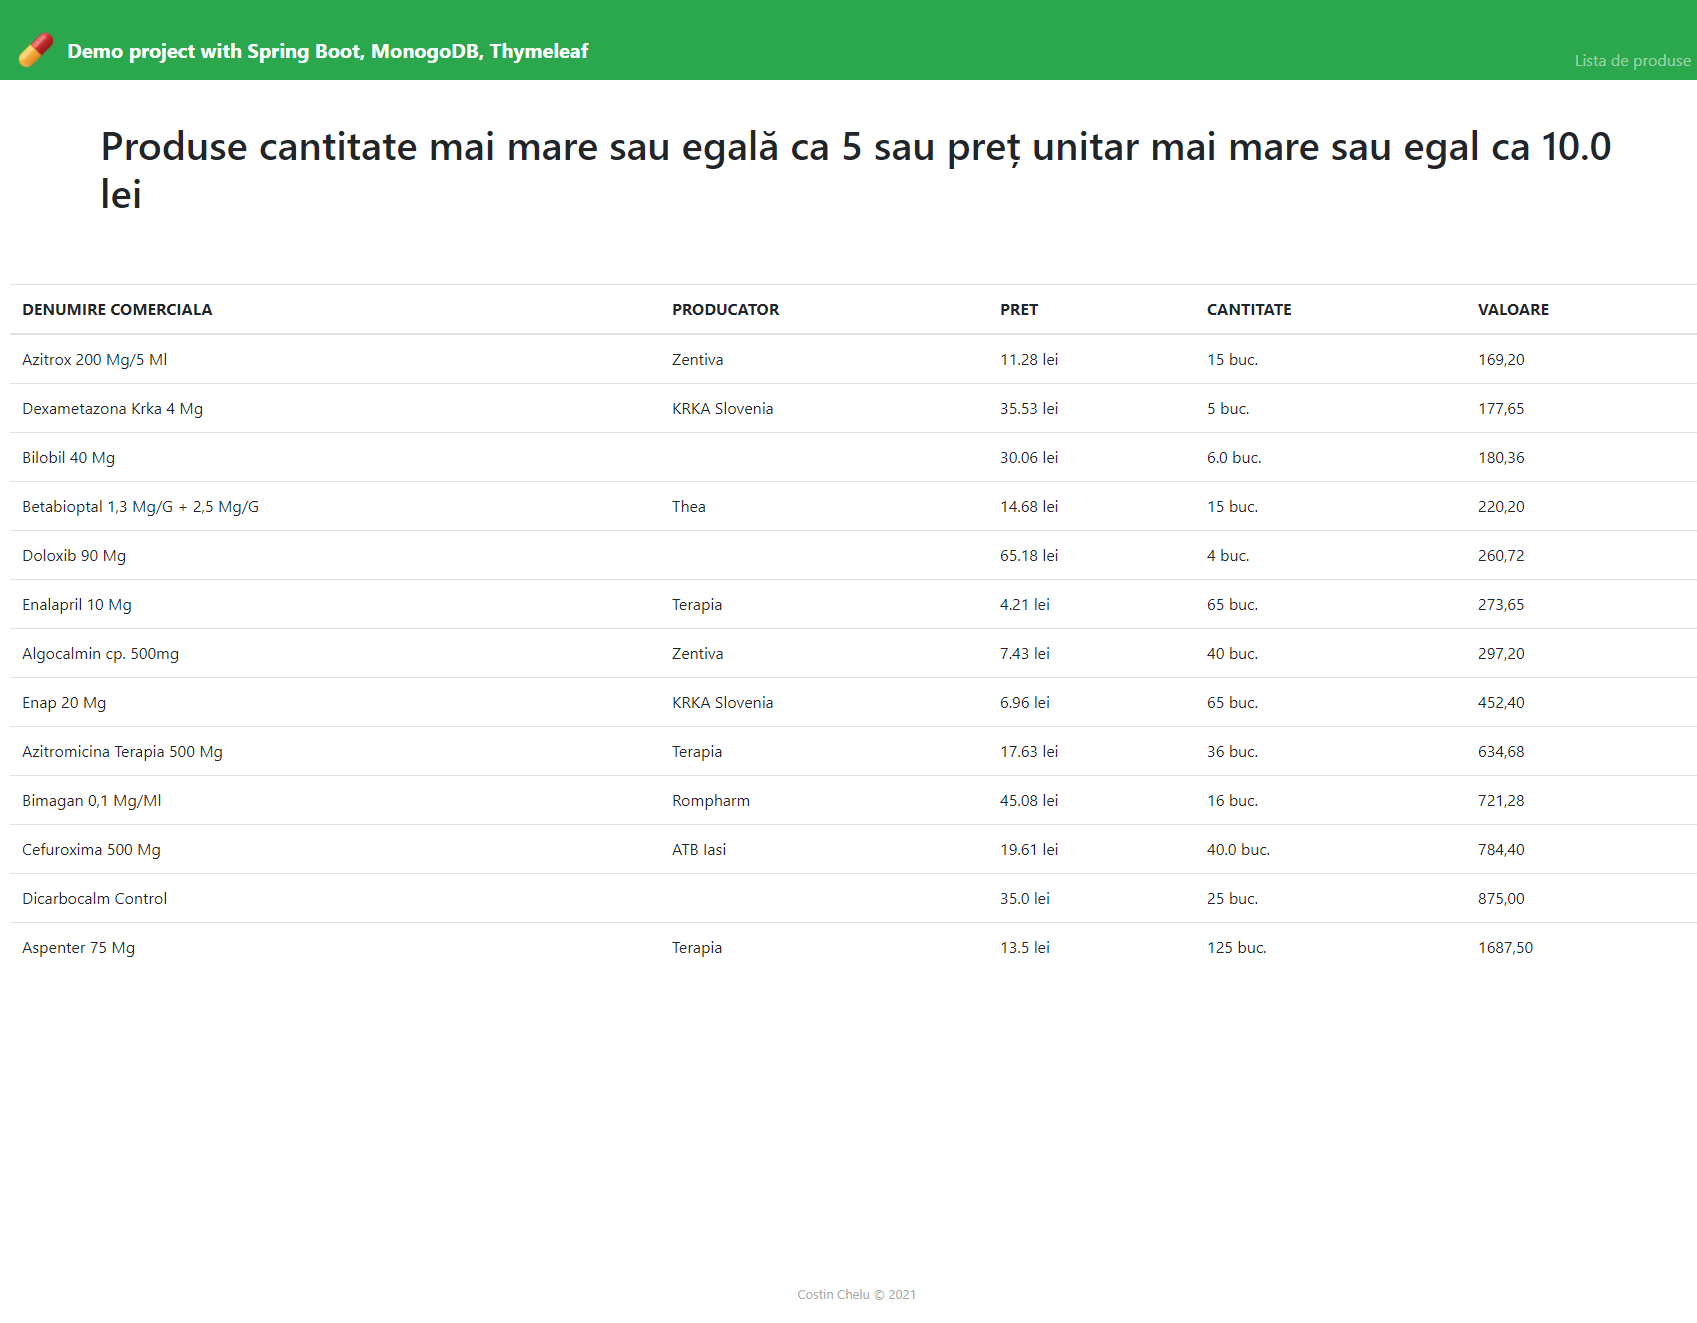 Demo project with Spring Boot, MonogoDB, Thymeleaf
Lista de produse
Produse cantitate mai mare sau egală ca 5 sau preț unitar mai mare sau egal ca 10.0
lei
DENUMIRE COMERCIALA PRODUCATOR PRET CANTITATE VALOARE
Azitrox 200 Mg/5 Ml Zentiva 11.28 lei 15 buc. 169,20
Dexametazona Krka 4 Mg KRKA Slovenia 35.53 lei 5 buc. 177,65
Bilobil 40 Mg 30.06 lei 6.0 buc. 180,36
Betabioptal 1,3 Mg/G + 2,5 Mg/G Thea 14.68 lei 15 buc. 220,20
Doloxib 90 Mg 65.18 lei 4 buc. 260,72
Enalapril 10 Mg Terapia 4.21 lei 65 buc. 273,65
Algocalmin cp. 500mg Zentiva 7.43 lei 40 buc. 297,20
Enap 20 Mg KRKA Slovenia 6.96 lei 65 buc. 452,40
Azitromicina Terapia 500 Mg Terapia 17.63 lei 36 buc. 634,68
Bimagan 0,1 Mg/Ml Rompharm 45.08 lei 16 buc. 721,28
Cefuroxima 500 Mg ATB Iasi 19.61 lei 40.0 buc. 784,40
Dicarbocalm Control 35.0 lei 25 buc. 875,00
Aspenter 75 Mg Terapia 13.5 lei 125 buc. 1687,50
Costin Chelu © 2021